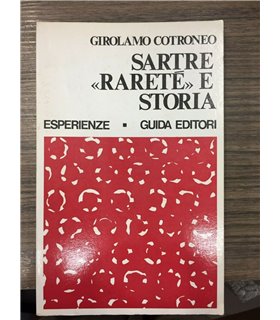 GIROLAMO COTRONEO
SARTRE
«RARETÉ» E
STORIA
ESPERIENZE ▪ GUIDA EDITORI